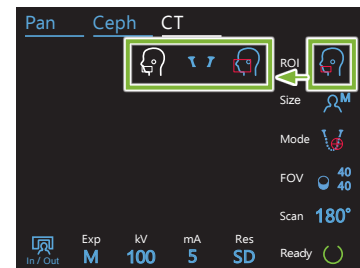 Pan Ceph CT
ROI
Size M
Mode
FOV 40
40
Scan 180°
Exp kV mA Res
In / Out M 100 5 SD Ready